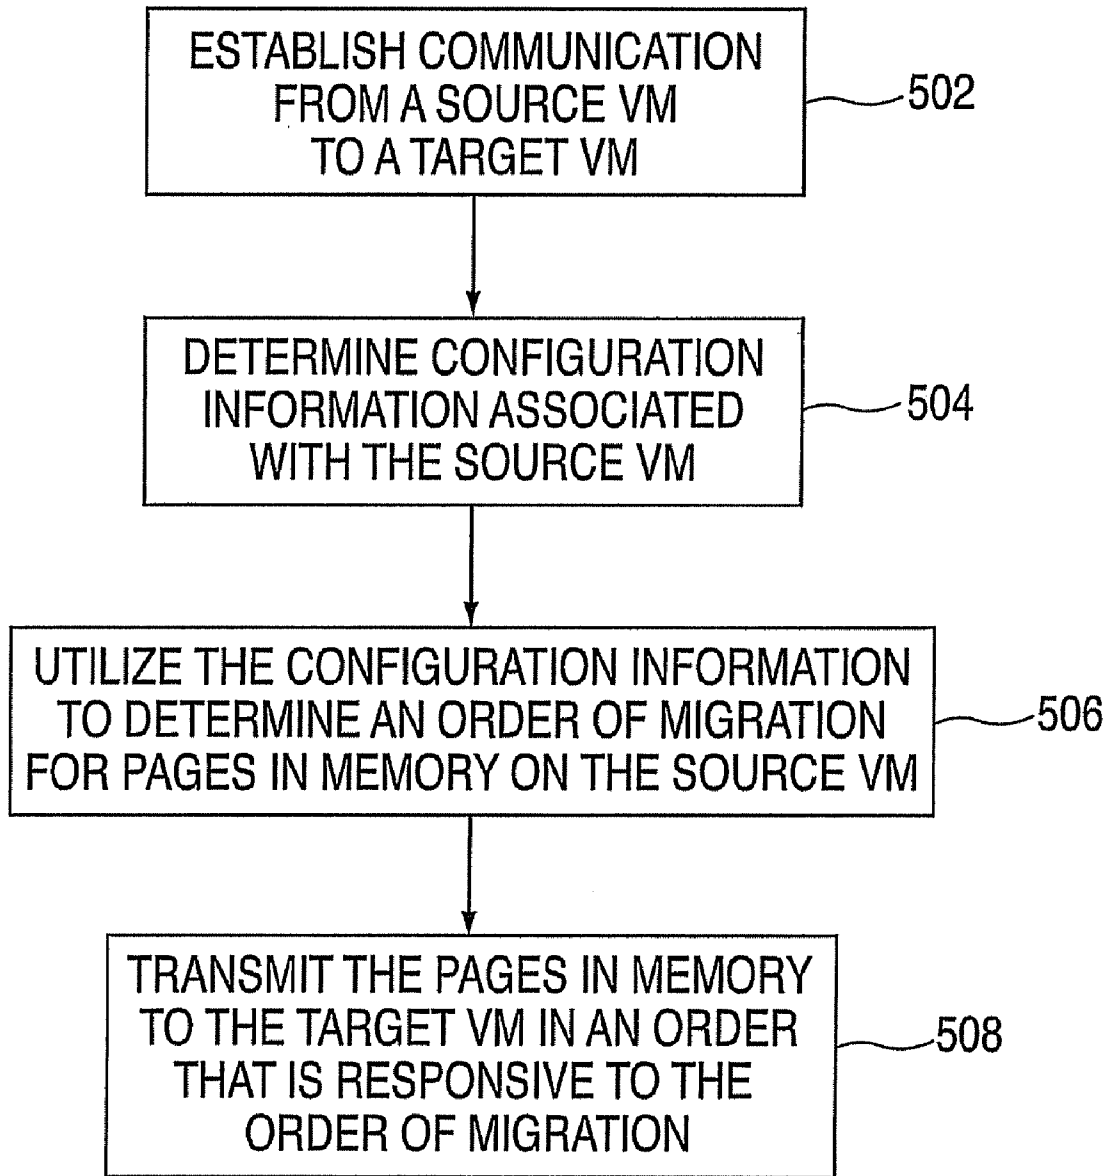 ESTABLISH COMMUNICATION
FROM A SOURCE VM
TO A TARGET VM
502
DETERMINE CONFIGURATION
INFORMATION ASSOCIATED
WITH THE SOURCE VM
504
UTILIZE THE CONFIGURATION INFORMATION
TO DETERMINE AN ORDER OF MIGRATION
FOR PAGES IN MEMORY ON THE SOURCE VM
506
TRANSMIT THE PAGES IN MEMORY
TO THE TARGET VM IN AN ORDER
THAT IS RESPONSIVE TO THE
ORDER OF MIGRATION
508